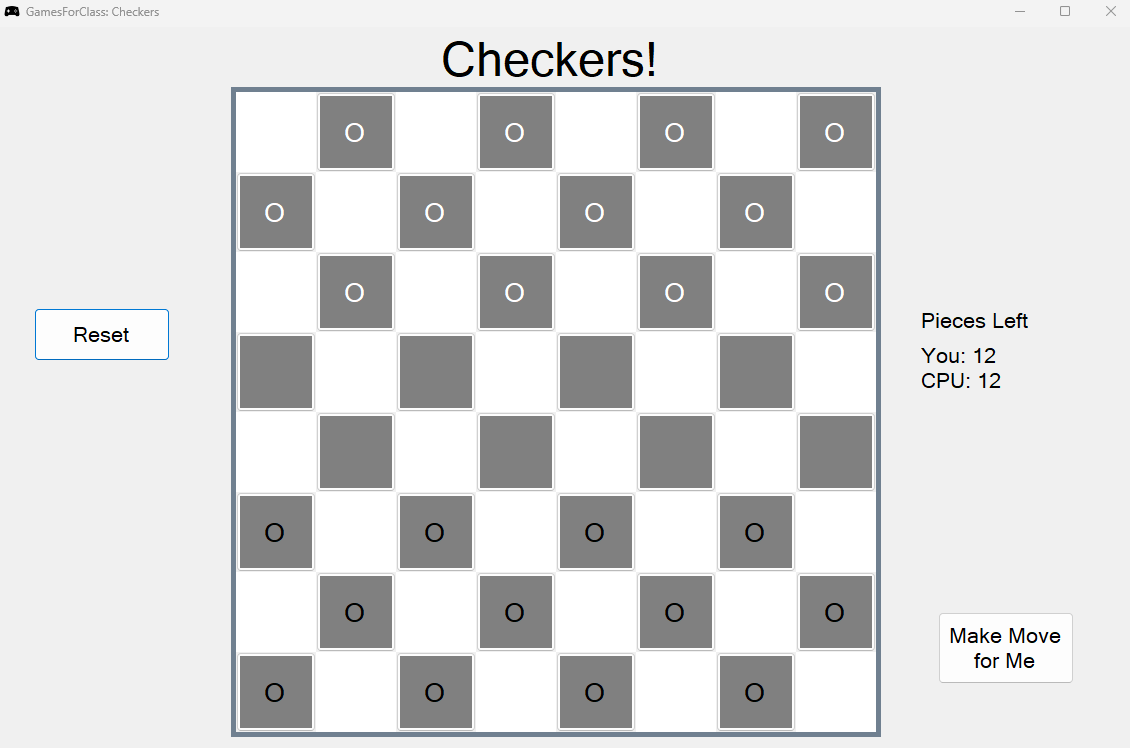 GamesForClass: Checkers
Checkers!
O O O O
O O O O
O O O O
Reset
Pieces Left
You: 12
CPU: 12
O O O O
O O O O
O O O O
Make Move
for Me